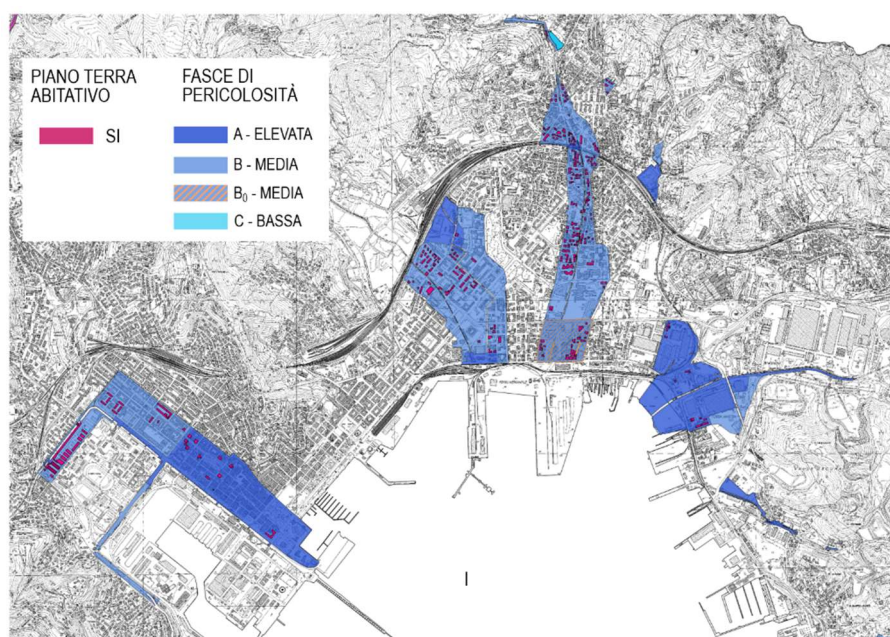 PIANO TERRA
ABITATIVO
SI
FASCE DI
PERICOLOSITÀ
A - ELEVATA
B - MEDIA
B₀ - MEDIA
C - BASSA